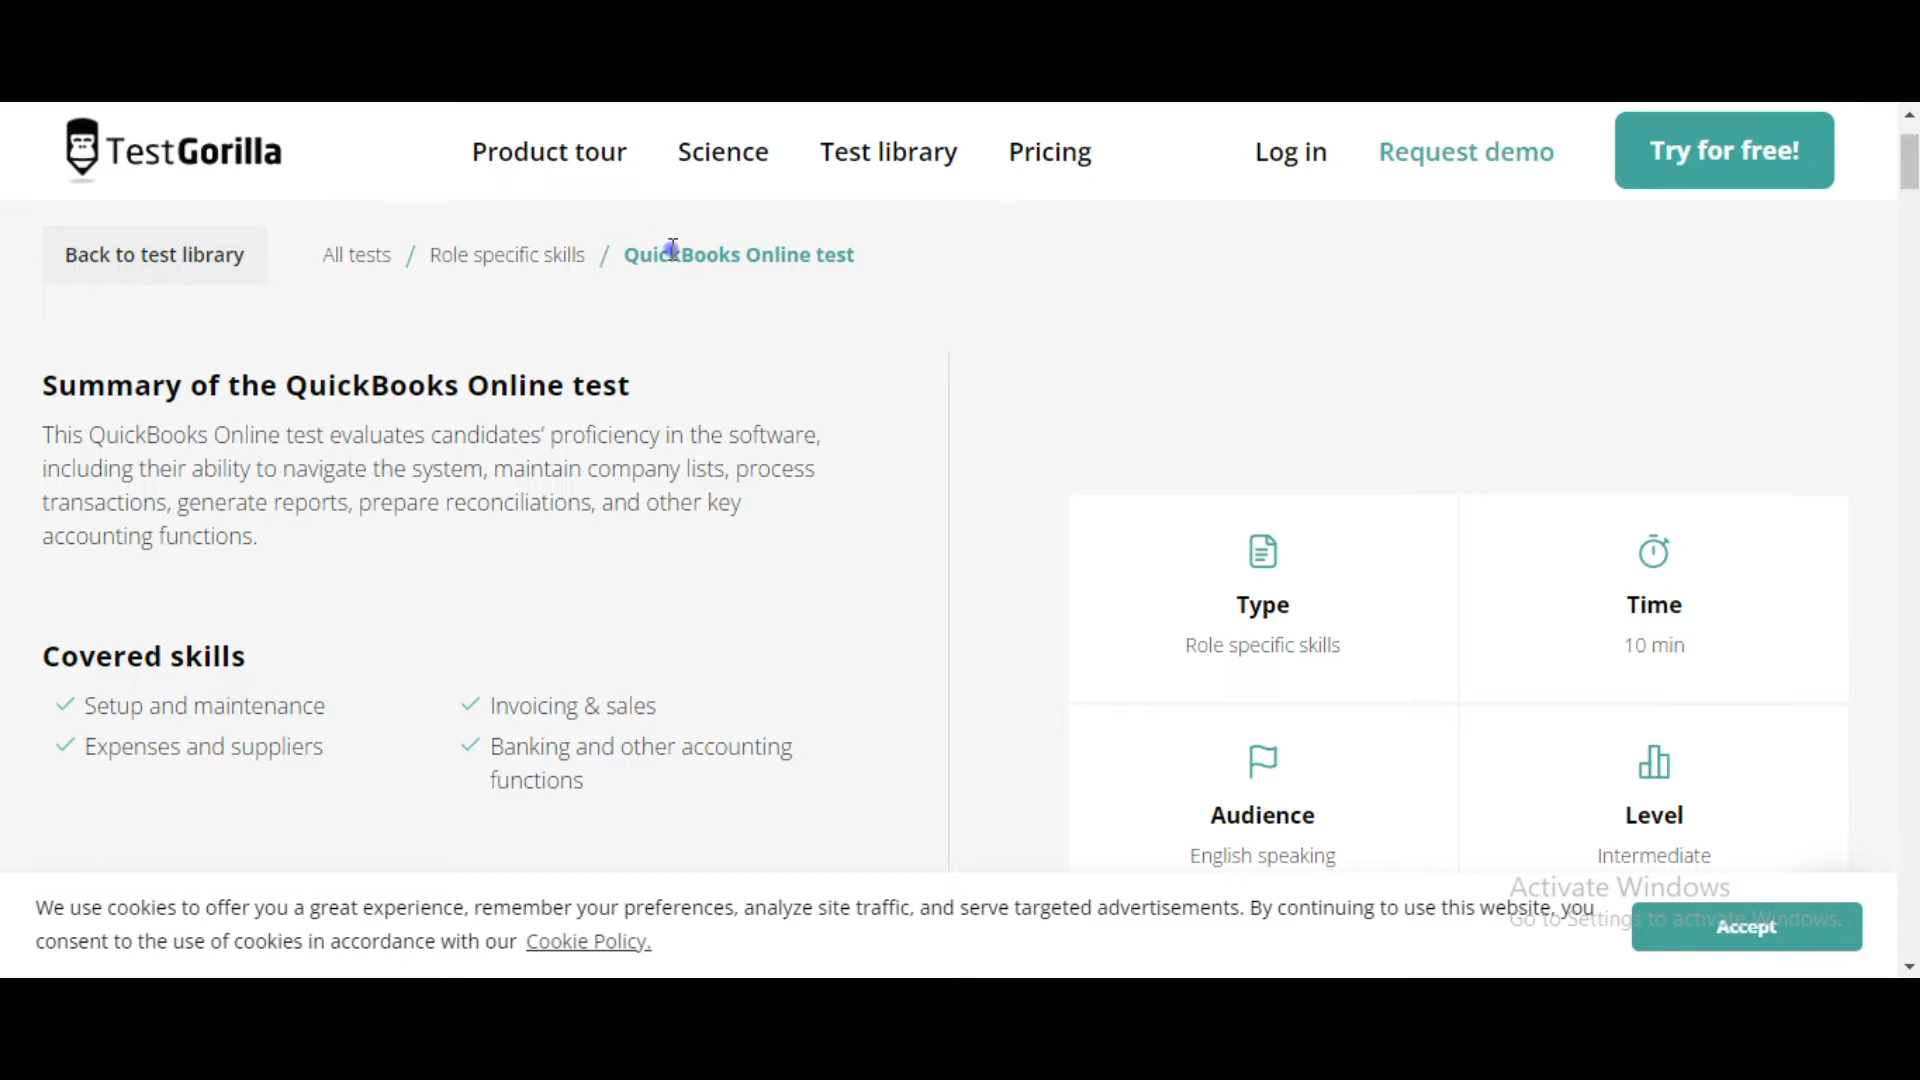 TestGorilla
Product tour
Science
Test library
Pricing
Log in
Request demo
Try for free!
Back to test library
All tests / Role specific skills / QuickBooks Online test
Summary of the QuickBooks Online test
This QuickBooks Online test evaluates candidates’ proficiency in the software,
including their ability to navigate the system, maintain company lists, process
transactions, generate reports, prepare reconciliations, and other key
accounting functions.
Covered skills
Setup and maintenance
Invoicing & sales
Expenses and suppliers
Banking and other accounting
functions
Type
Role specific skills
Time
10 min
Audience
English speaking
Level
Intermediate
Activate Windows
Go to Settings to activate Windows.
We use cookies to offer you a great experience, remember your preferences, analyze site traffic, and serve targeted advertisements. By continuing to use this website, you
consent to the use of cookies in accordance with our Cookie Policy.
Accept